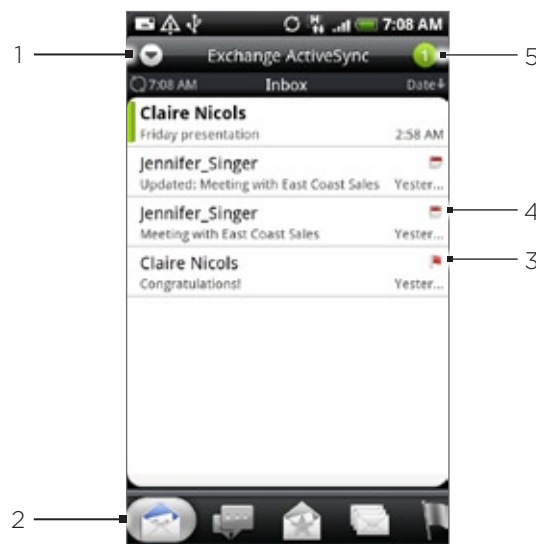 7:08 AM
1
Exchange ActiveSync
1
5
7:08 AM Inbox Date
Claire Nicols
Friday presentation 2:58 AM
Jennifer_Singer
Updated: Meeting with East Coast Sales Yester...
Jennifer_Singer
4
Meeting with East Coast Sales Yester...
Claire Nicols
3
Congratulations! Yester...
2